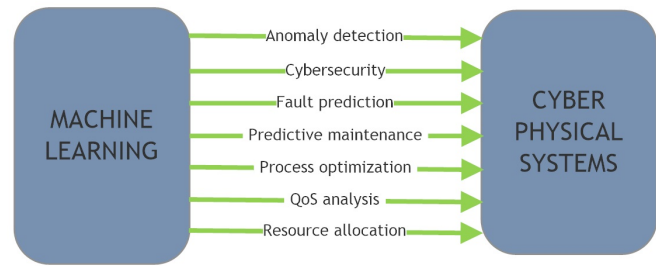 MACHINE
LEARNING
Anomaly detection
Cybersecurity
Fault prediction
Predictive maintenance
Process optimization
QoS analysis
Resource allocation
CYBER
PHYSICAL
SYSTEMS